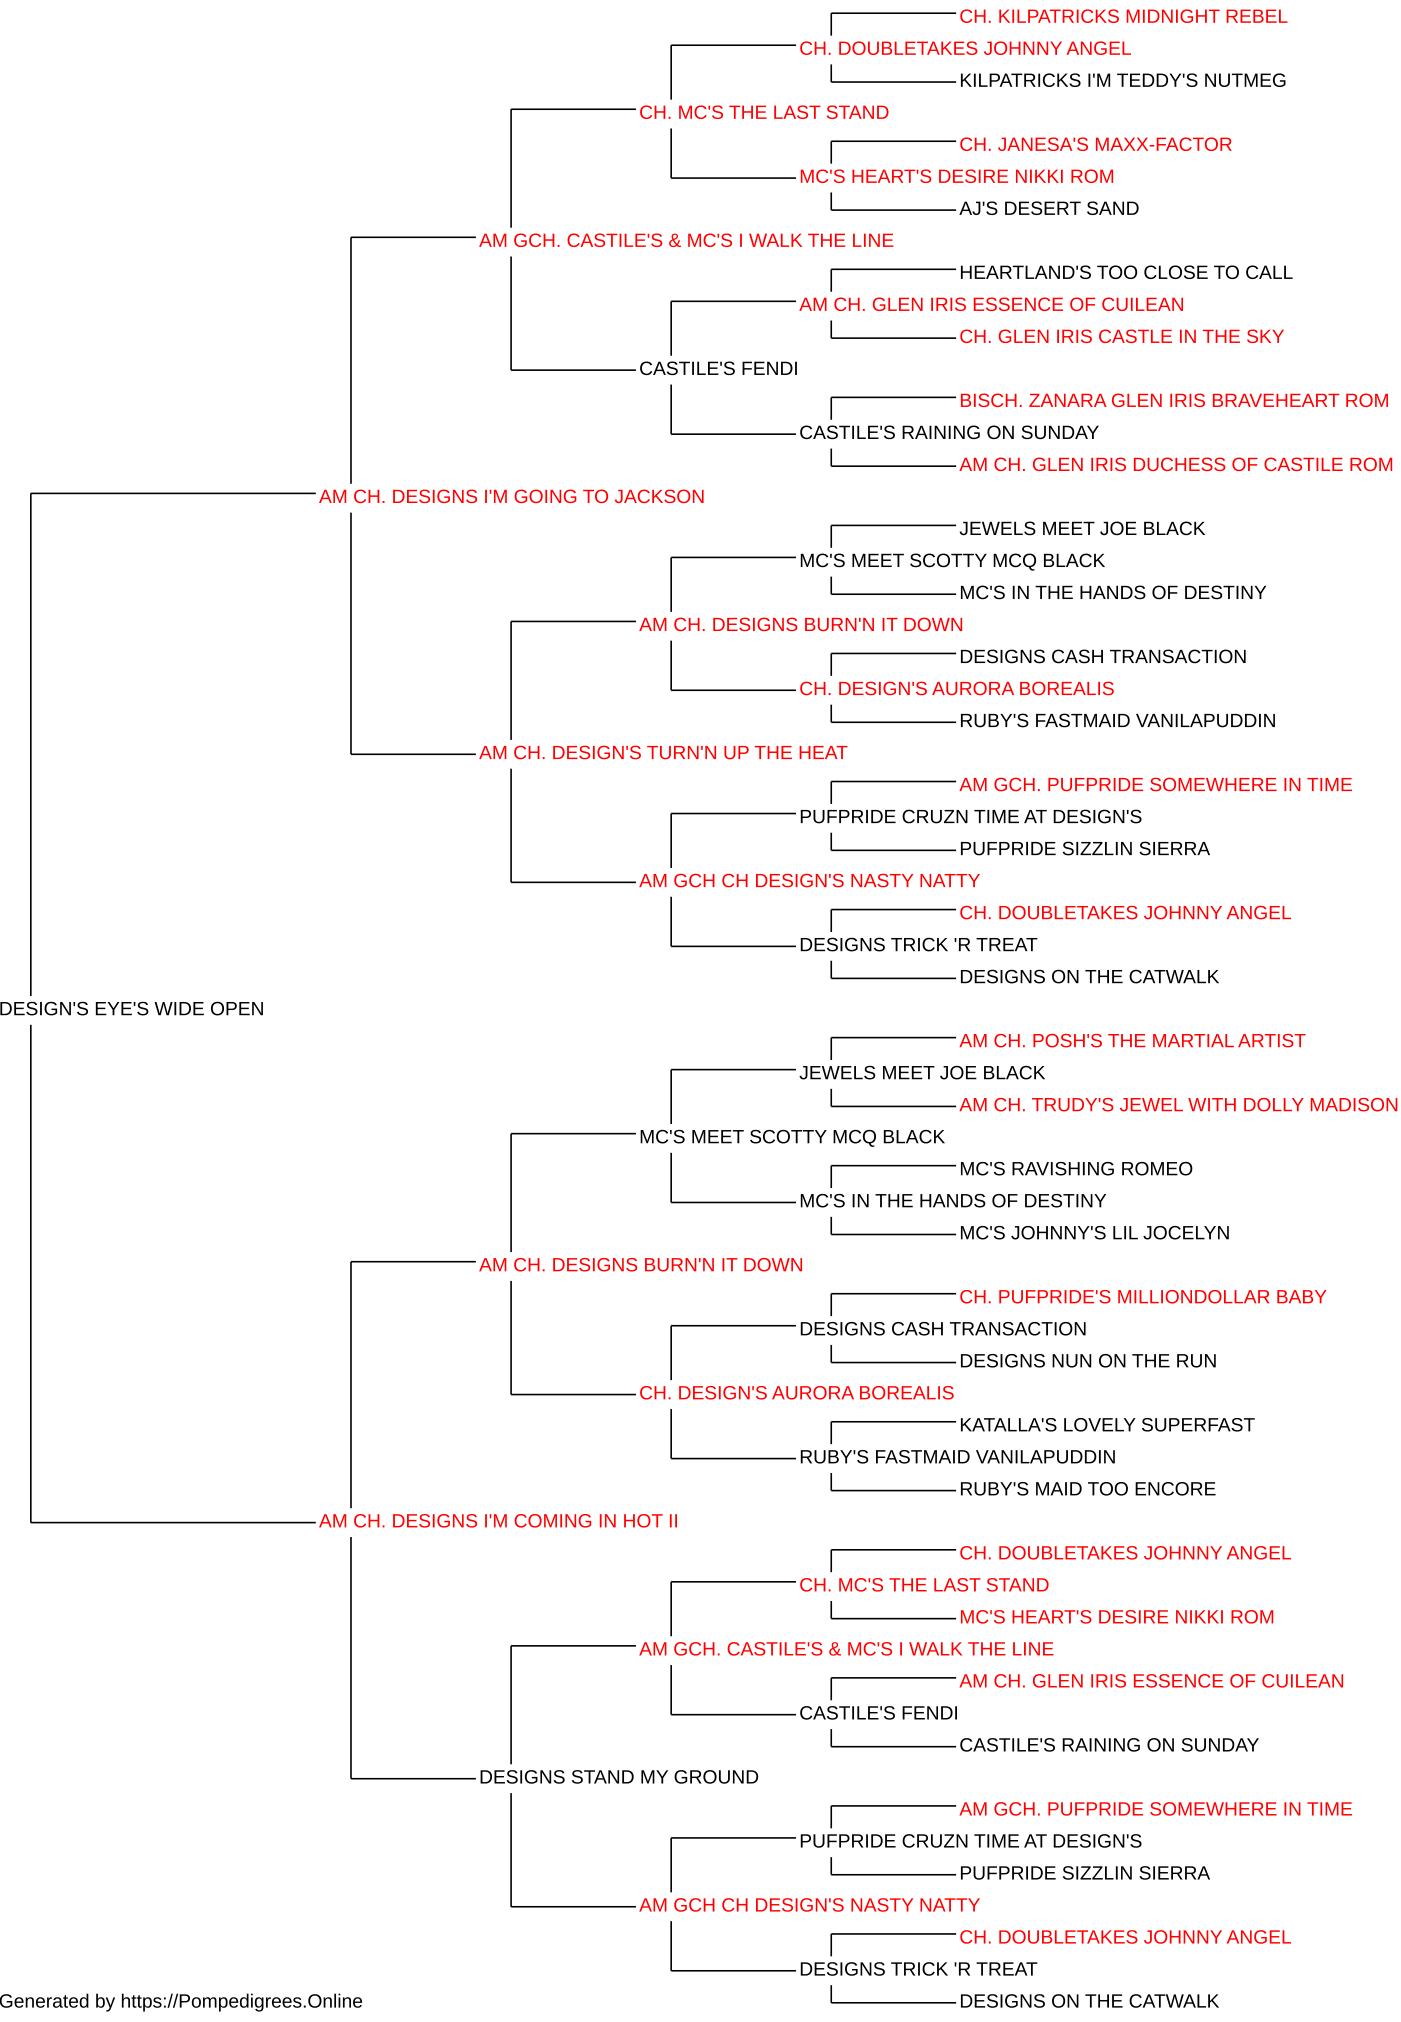 CH. KILPATRICKS MIDNIGHT REBEL
CH. DOUBLETAKES JOHNNY ANGEL
KILPATRICKS I'M TEDDY'S NUTMEG
CH. MC'S THE LAST STAND
CH. JANESA'S MAXX-FACTOR
MC'S HEART'S DESIRE NIKKI ROM
AJ'S DESERT SAND
AM GCH. CASTILE'S & MC'S I WALK THE LINE
HEARTLAND'S TOO CLOSE TO CALL
AM CH. GLEN IRIS ESSENCE OF CUILEAN
CH. GLEN IRIS CASTLE IN THE SKY
CASTILE'S FENDI
BISCH. ZANARA GLEN IRIS BRAVEHEART ROM
CASTILE'S RAINING ON SUNDAY
AM CH. GLEN IRIS DUCHESS OF CASTILE ROM
AM CH. DESIGNS I'M GOING TO JACKSON
JEWELS MEET JOE BLACK
MC'S MEET SCOTTY MCQ BLACK
MC'S IN THE HANDS OF DESTINY
AM CH. DESIGNS BURN'N IT DOWN
DESIGNS CASH TRANSACTION
CH. DESIGN'S AURORA BOREALIS
RUBY'S FASTMAID VANILAPUDDIN
AM CH. DESIGN'S TURN'N UP THE HEAT
AM GCH. PUFPRIDE SOMEWHERE IN TIME
PUFPRIDE CRUZN TIME AT DESIGN'S
PUFPRIDE SIZZLIN SIERRA
AM GCH CH DESIGN'S NASTY NATTY
CH. DOUBLETAKES JOHNNY ANGEL
DESIGNS TRICK 'R TREAT
DESIGNS ON THE CATWALK
DESIGN'S EYE'S WIDE OPEN
AM CH. POSH'S THE MARTIAL ARTIST
JEWELS MEET JOE BLACK
AM CH. TRUDY'S JEWEL WITH DOLLY MADISON
MC'S MEET SCOTTY MCQ BLACK
MC'S RAVISHING ROMEO
MC'S IN THE HANDS OF DESTINY
MC'S JOHNNY'S LIL JOCELYN
AM CH. DESIGNS BURN'N IT DOWN
CH. PUFPRIDE'S MILLIONDOLLAR BABY
DESIGNS CASH TRANSACTION
DESIGNS NUN ON THE RUN
CH. DESIGN'S AURORA BOREALIS
KATALLA'S LOVELY SUPERFAST
RUBY'S FASTMAID VANILAPUDDIN
RUBY'S MAID TOO ENCORE
AM CH. DESIGNS I'M COMING IN HOT II
CH. DOUBLETAKES JOHNNY ANGEL
CH. MC'S THE LAST STAND
MC'S HEART'S DESIRE NIKKI ROM
AM GCH. CASTILE'S & MC'S I WALK THE LINE
AM CH. GLEN IRIS ESSENCE OF CUILEAN
CASTILE'S FENDI
CASTILE'S RAINING ON SUNDAY
DESIGNS STAND MY GROUND
AM GCH. PUFPRIDE SOMEWHERE IN TIME
PUFPRIDE CRUZN TIME AT DESIGN'S
PUFPRIDE SIZZLIN SIERRA
AM GCH CH DESIGN'S NASTY NATTY
CH. DOUBLETAKES JOHNNY ANGEL
DESIGNS TRICK 'R TREAT
DESIGNS ON THE CATWALK
Generated by https://Pompedigrees.Online